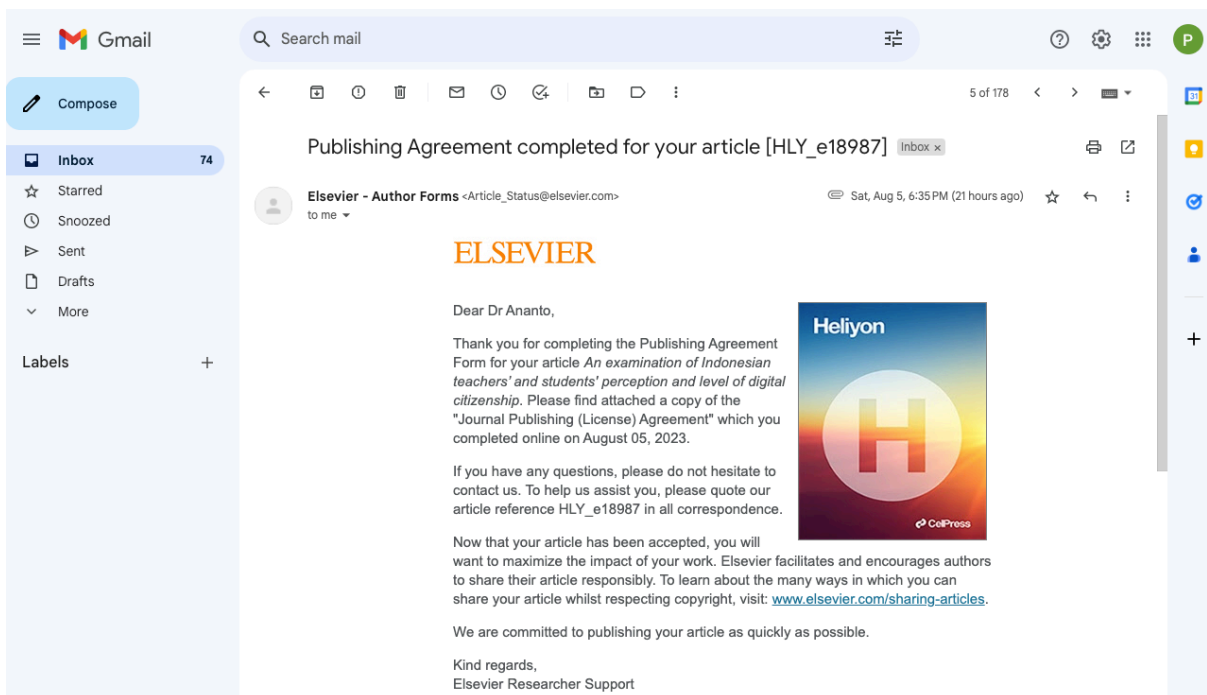 Gmail
Search mail
P
Compose
5 of 178
31
Inbox 74
Starred
Snoozed
Sent
Drafts
More
Labels
Publishing Agreement completed for your article [HLY_e18987] Inbox ×
Elsevier - Author Forms <Article_Status@elsevier.com>
Sat, Aug 5, 6:35 PM (21 hours ago)
to me
ELSEVIER
Dear Dr Ananto,
Thank you for completing the Publishing Agreement
Form for your article An examination of Indonesian
teachers' and students' perception and level of digital
citizenship. Please find attached a copy of the
"Journal Publishing (License) Agreement" which you
completed online on August 05, 2023.
If you have any questions, please do not hesitate to
contact us. To help us assist you, please quote our
article reference HLY_e18987 in all correspondence.
Heliyon
H
CelPress
Now that your article has been accepted, you will
want to maximize the impact of your work. Elsevier facilitates and encourages authors
to share their article responsibly. To learn about the many ways in which you can
share your article whilst respecting copyright, visit: www.elsevier.com/sharing-articles.
We are committed to publishing your article as quickly as possible.
Kind regards,
Elsevier Researcher Support